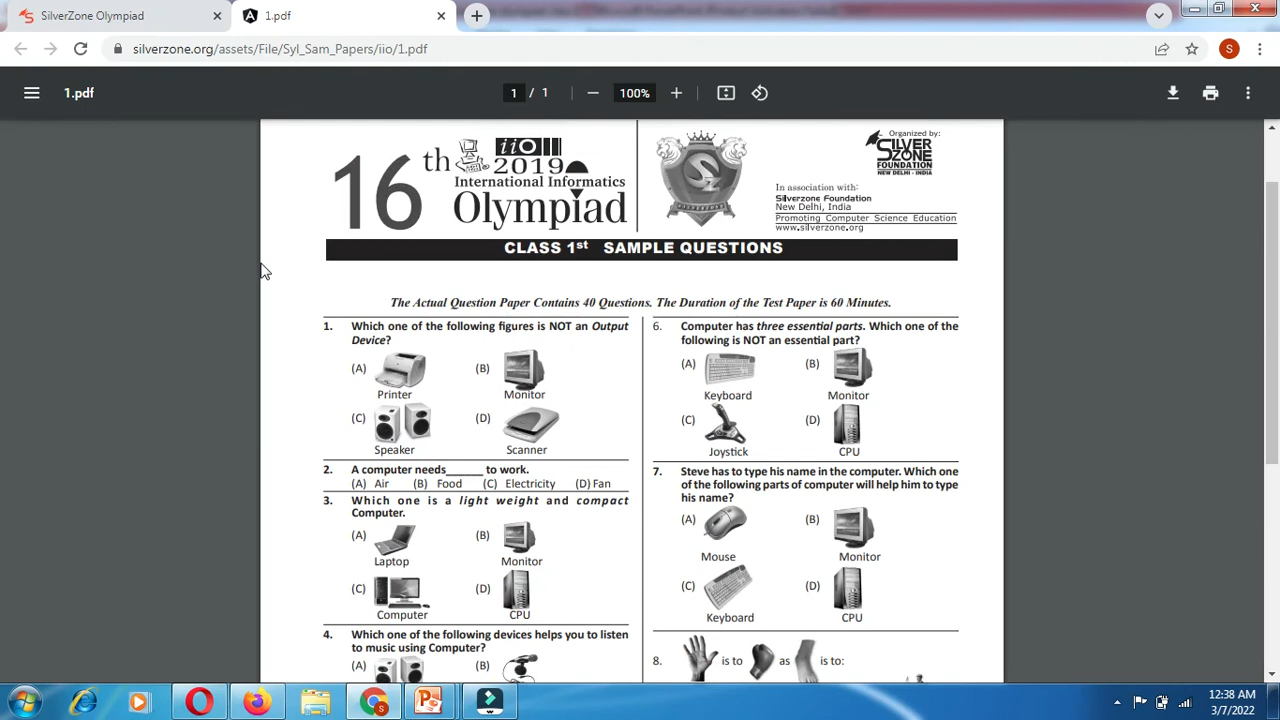 SilverZone Olympiad
1.pdf
silverzone.org/assets/File/Syl_Sam_Papers/iio/1.pdf
S
1.pdf
1 / 1
100%
16th
iiO
2019
International Informatics
Olympiad
Organized by:
SILVER
ZONE
FOUNDATION
NEW DELHI - INDIA
In association with:
Silverzone Foundation
New Delhi, India
Promoting Computer Science Education
www.silverzone.org
CLASS 1st SAMPLE QUESTIONS
The Actual Question Paper Contains 40 Questions. The Duration of the Test Paper is 60 Minutes.
1. Which one of the following figures is NOT an Output
Device?
(A) (B)
Printer Monitor
(C) (D)
Speaker Scanner
2. A computer needs______ to work.
(A) Air (B) Food (C) Electricity (D) Fan
3. Which one is a light weight and compact
Computer.
(A) (B)
Laptop Monitor
(C) (D)
Computer CPU
4. Which one of the following devices helps you to listen
to music using Computer?
(A) (B)
6. Computer has three essential parts. Which one of the
following is NOT an essential part?
(A) (B)
Keyboard Monitor
(C) (D)
Joystick CPU
7. Steve has to type his name in the computer. Which one
of the following parts of computer will help him to type
his name?
(A) (B)
Mouse Monitor
(C) (D)
Keyboard CPU
8. is to as is to:
12:38 AM
3/7/2022